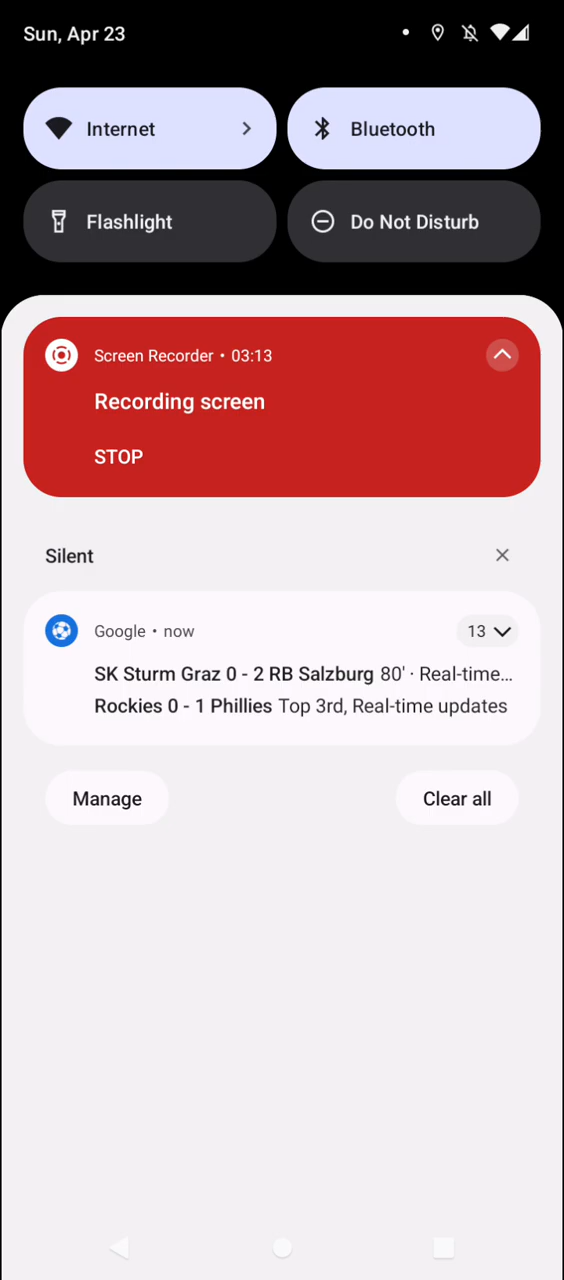 Sun, Apr 23
Internet
Bluetooth
Flashlight
Do Not Disturb
Screen Recorder • 03:13
Recording screen
STOP
Silent
Google • now
13
SK Sturm Graz 0 - 2 RB Salzburg 80' · Real-time...
Rockies 0 - 1 Phillies Top 3rd, Real-time updates
Manage
Clear all